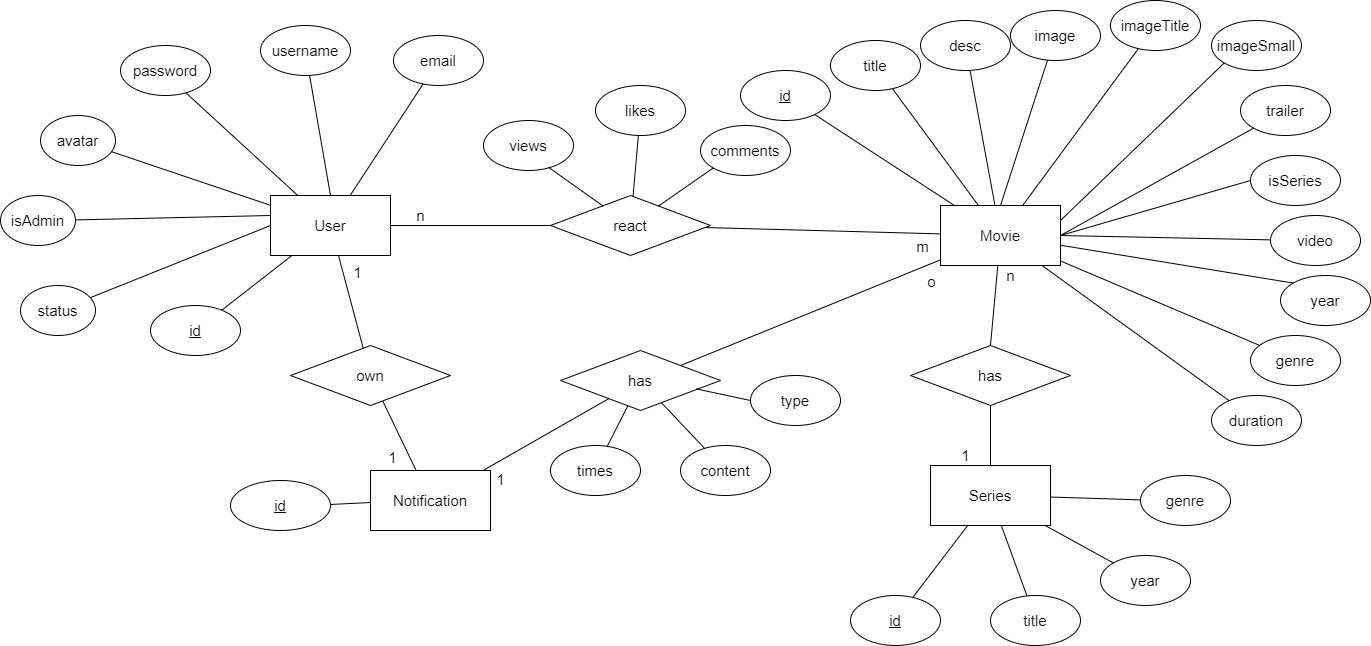 imageTitle
image
imageSmall
username
desc
email
title
password
id
likes
trailer
avatar
views
comments
isSeries
isAdmin
n
User
react
Movie
video
m
1
o
n
year
status
id
genre
own
has
has
type
duration
1
1
1
times
content
Series
id
Notification
genre
year
id
title